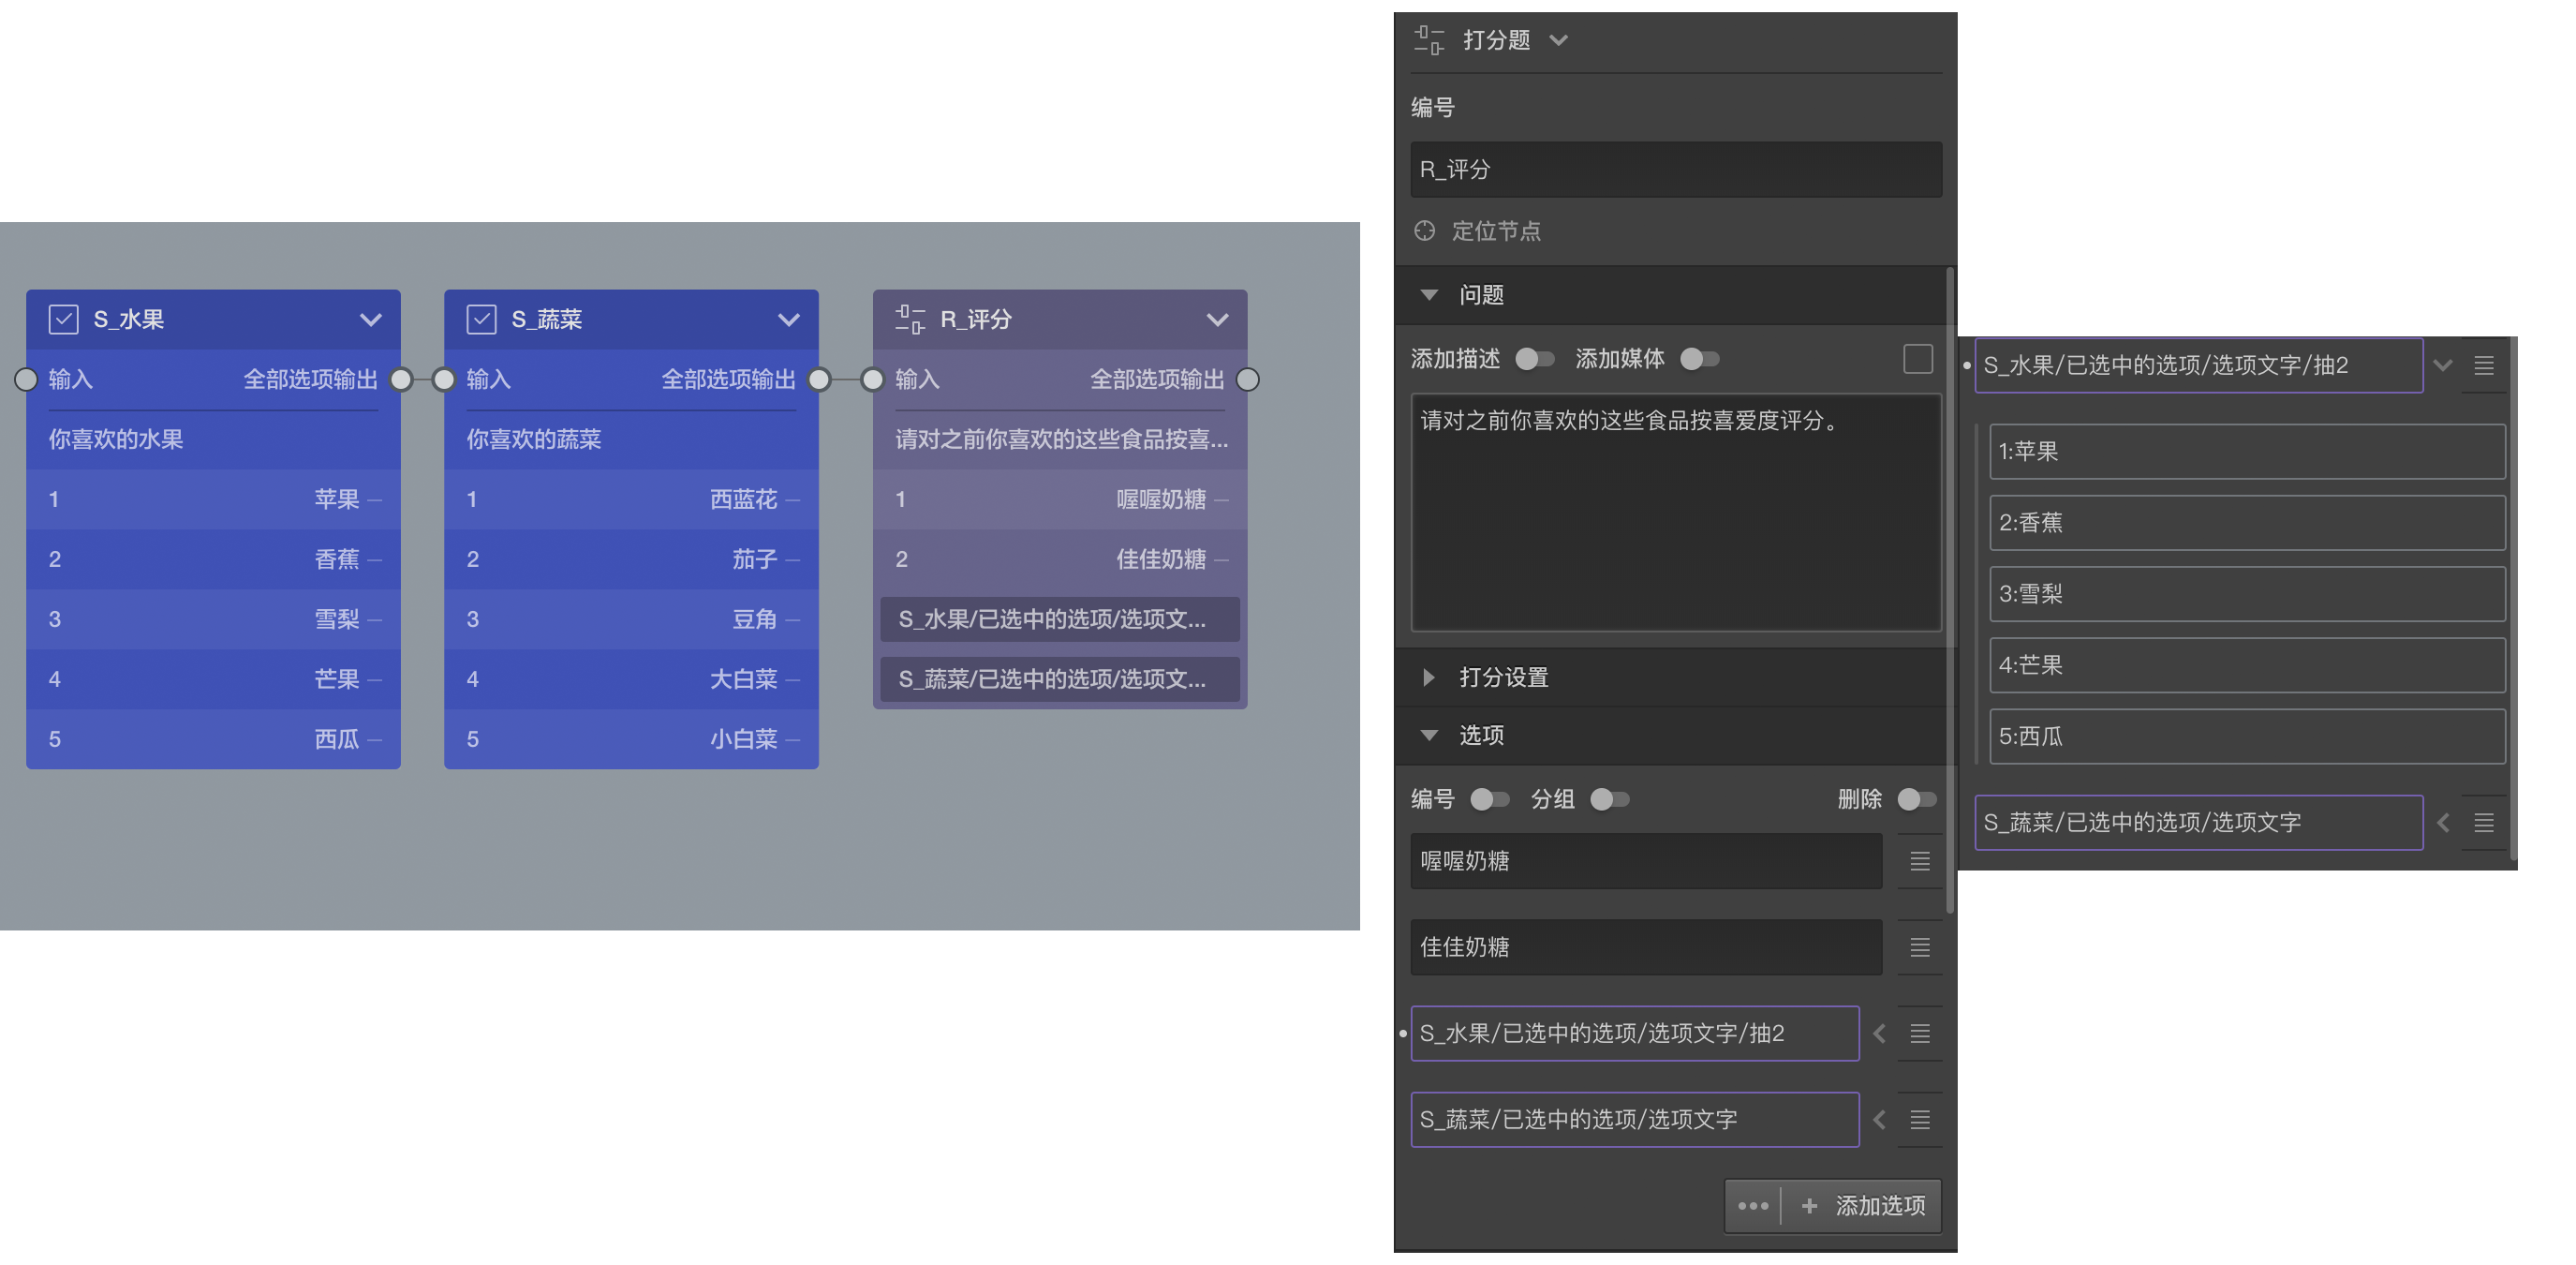 S_水果
输入 全部选项输出
你喜欢的水果
1 苹果
2 香蕉
3 雪梨
4 芒果
5 西瓜
S_蔬菜
输入 全部选项输出
你喜欢的蔬菜
1 西蓝花
2 茄子
3 豆角
4 大白菜
5 小白菜
R_评分
输入 全部选项输出
请对之前你喜欢的这些食品按喜...
1 喔喔奶糖
2 佳佳奶糖
S_水果/已选中的选项/选项文...
S_蔬菜/已选中的选项/选项文...
打分题
编号
R_评分
定位节点
问题
添加描述 添加媒体
请对之前你喜欢的这些食品按喜爱度评分。
打分设置
选项
编号 分组 删除
喔喔奶糖
佳佳奶糖
S_水果/已选中的选项/选项文字/抽2
S_蔬菜/已选中的选项/选项文字
••• + 添加选项
S_水果/已选中的选项/选项文字/抽2
1:苹果
2:香蕉
3:雪梨
4:芒果
5:西瓜
S_蔬菜/已选中的选项/选项文字